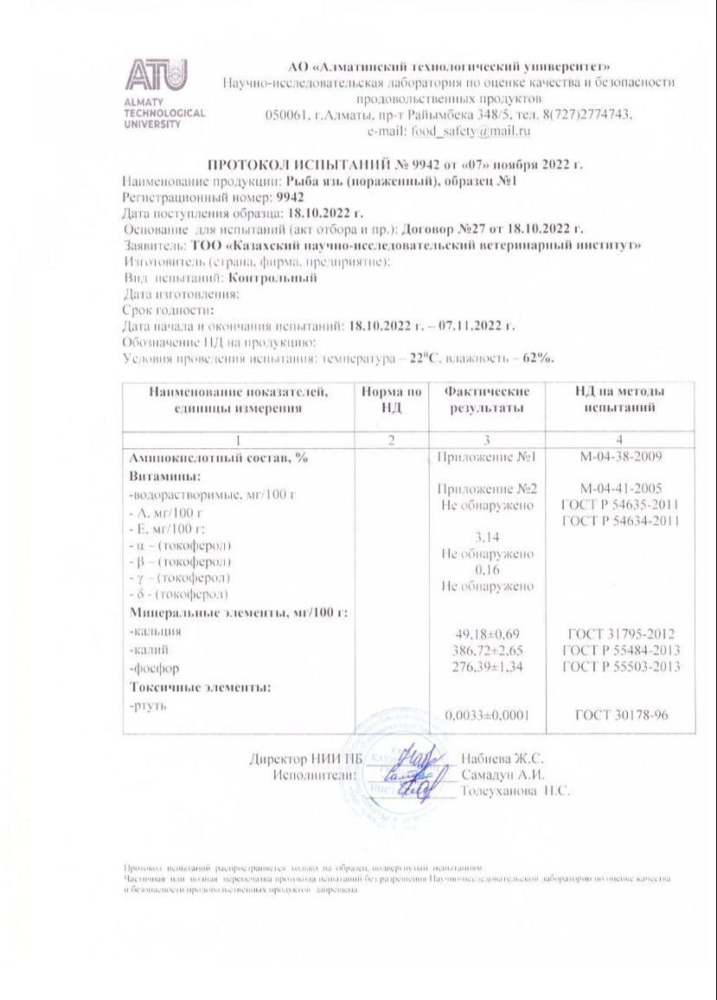 ATU
ALMATY
TECHNOLOGICAL
UNIVERSITY
АО «Алматинский технологический университет»
Научно-исследовательская лаборатория по оценке качества и безопасности
продовольственных продуктов
050061, г.Алматы, пр-т Райымбека 348/5, тел. 8(727)2774743,
e-mail: food_safety@mail.ru
ПРОТОКОЛ ИСПЫТАНИЙ № 9942 от «07» ноября 2022 г.
Наименование продукции: Рыба язь (пораженный), образец №1
Регистрационный номер: 9942
Дата поступления образца: 18.10.2022 г.
Основание для испытаний (акт отбора и пр.): Договор №27 от 18.10.2022 г.
Заявитель: ТОО «Казахский научно-исследовательский ветеринарный институт»
Изготовитель (страна, фирма, предприятие):
Вид испытаний: Контрольный
Дата изготовления:
Срок годности:
Дата начала и окончания испытаний: 18.10.2022 г. – 07.11.2022 г.
Обозначение НД на продукцию:
Условия проведения испытания: температура – 22⁰С, влажность – 62%.
Наименование показателей, единицы измерения | Норма по НД | Фактические результаты | НД на методы испытаний
1 2 3 4
Аминокислотный состав, % Приложение №1 М-04-38-2009
Витамины:
-водорастворимые, мг/100 г Приложение №2 М-04-41-2005
- А, мг/100 г Не обнаружено ГОСТ Р 54635-2011
- Е, мг/100 г: ГОСТ Р 54634-2011
- α – (токоферол) 3,14
- β – (токоферол) Не обнаружено
- γ – (токоферол) 0,16
- δ - (токоферол) Не обнаружено
Минеральные элементы, мг/100 г:
-кальция 49,18±0,69 ГОСТ 31795-2012
-калий 386,72±2,65 ГОСТ Р 55484-2013
-фосфор 276,39±1,34 ГОСТ Р 55503-2013
Токсичные элементы:
-ртуть 0,0033±0,0001 ГОСТ 30178-96
Директор НИИ ПБ Набиева Ж.С.
Исполнители: Самадун А.И.
Толеуханова Н.С.
Протокол испытаний распространяется только на образец, подвергнутый испытаниям
Частичная или полная перепечатка протокола испытаний без разрешения Научно-исследовательской лаборатории по оценке качества
и безопасности продовольственных продуктов запрещена